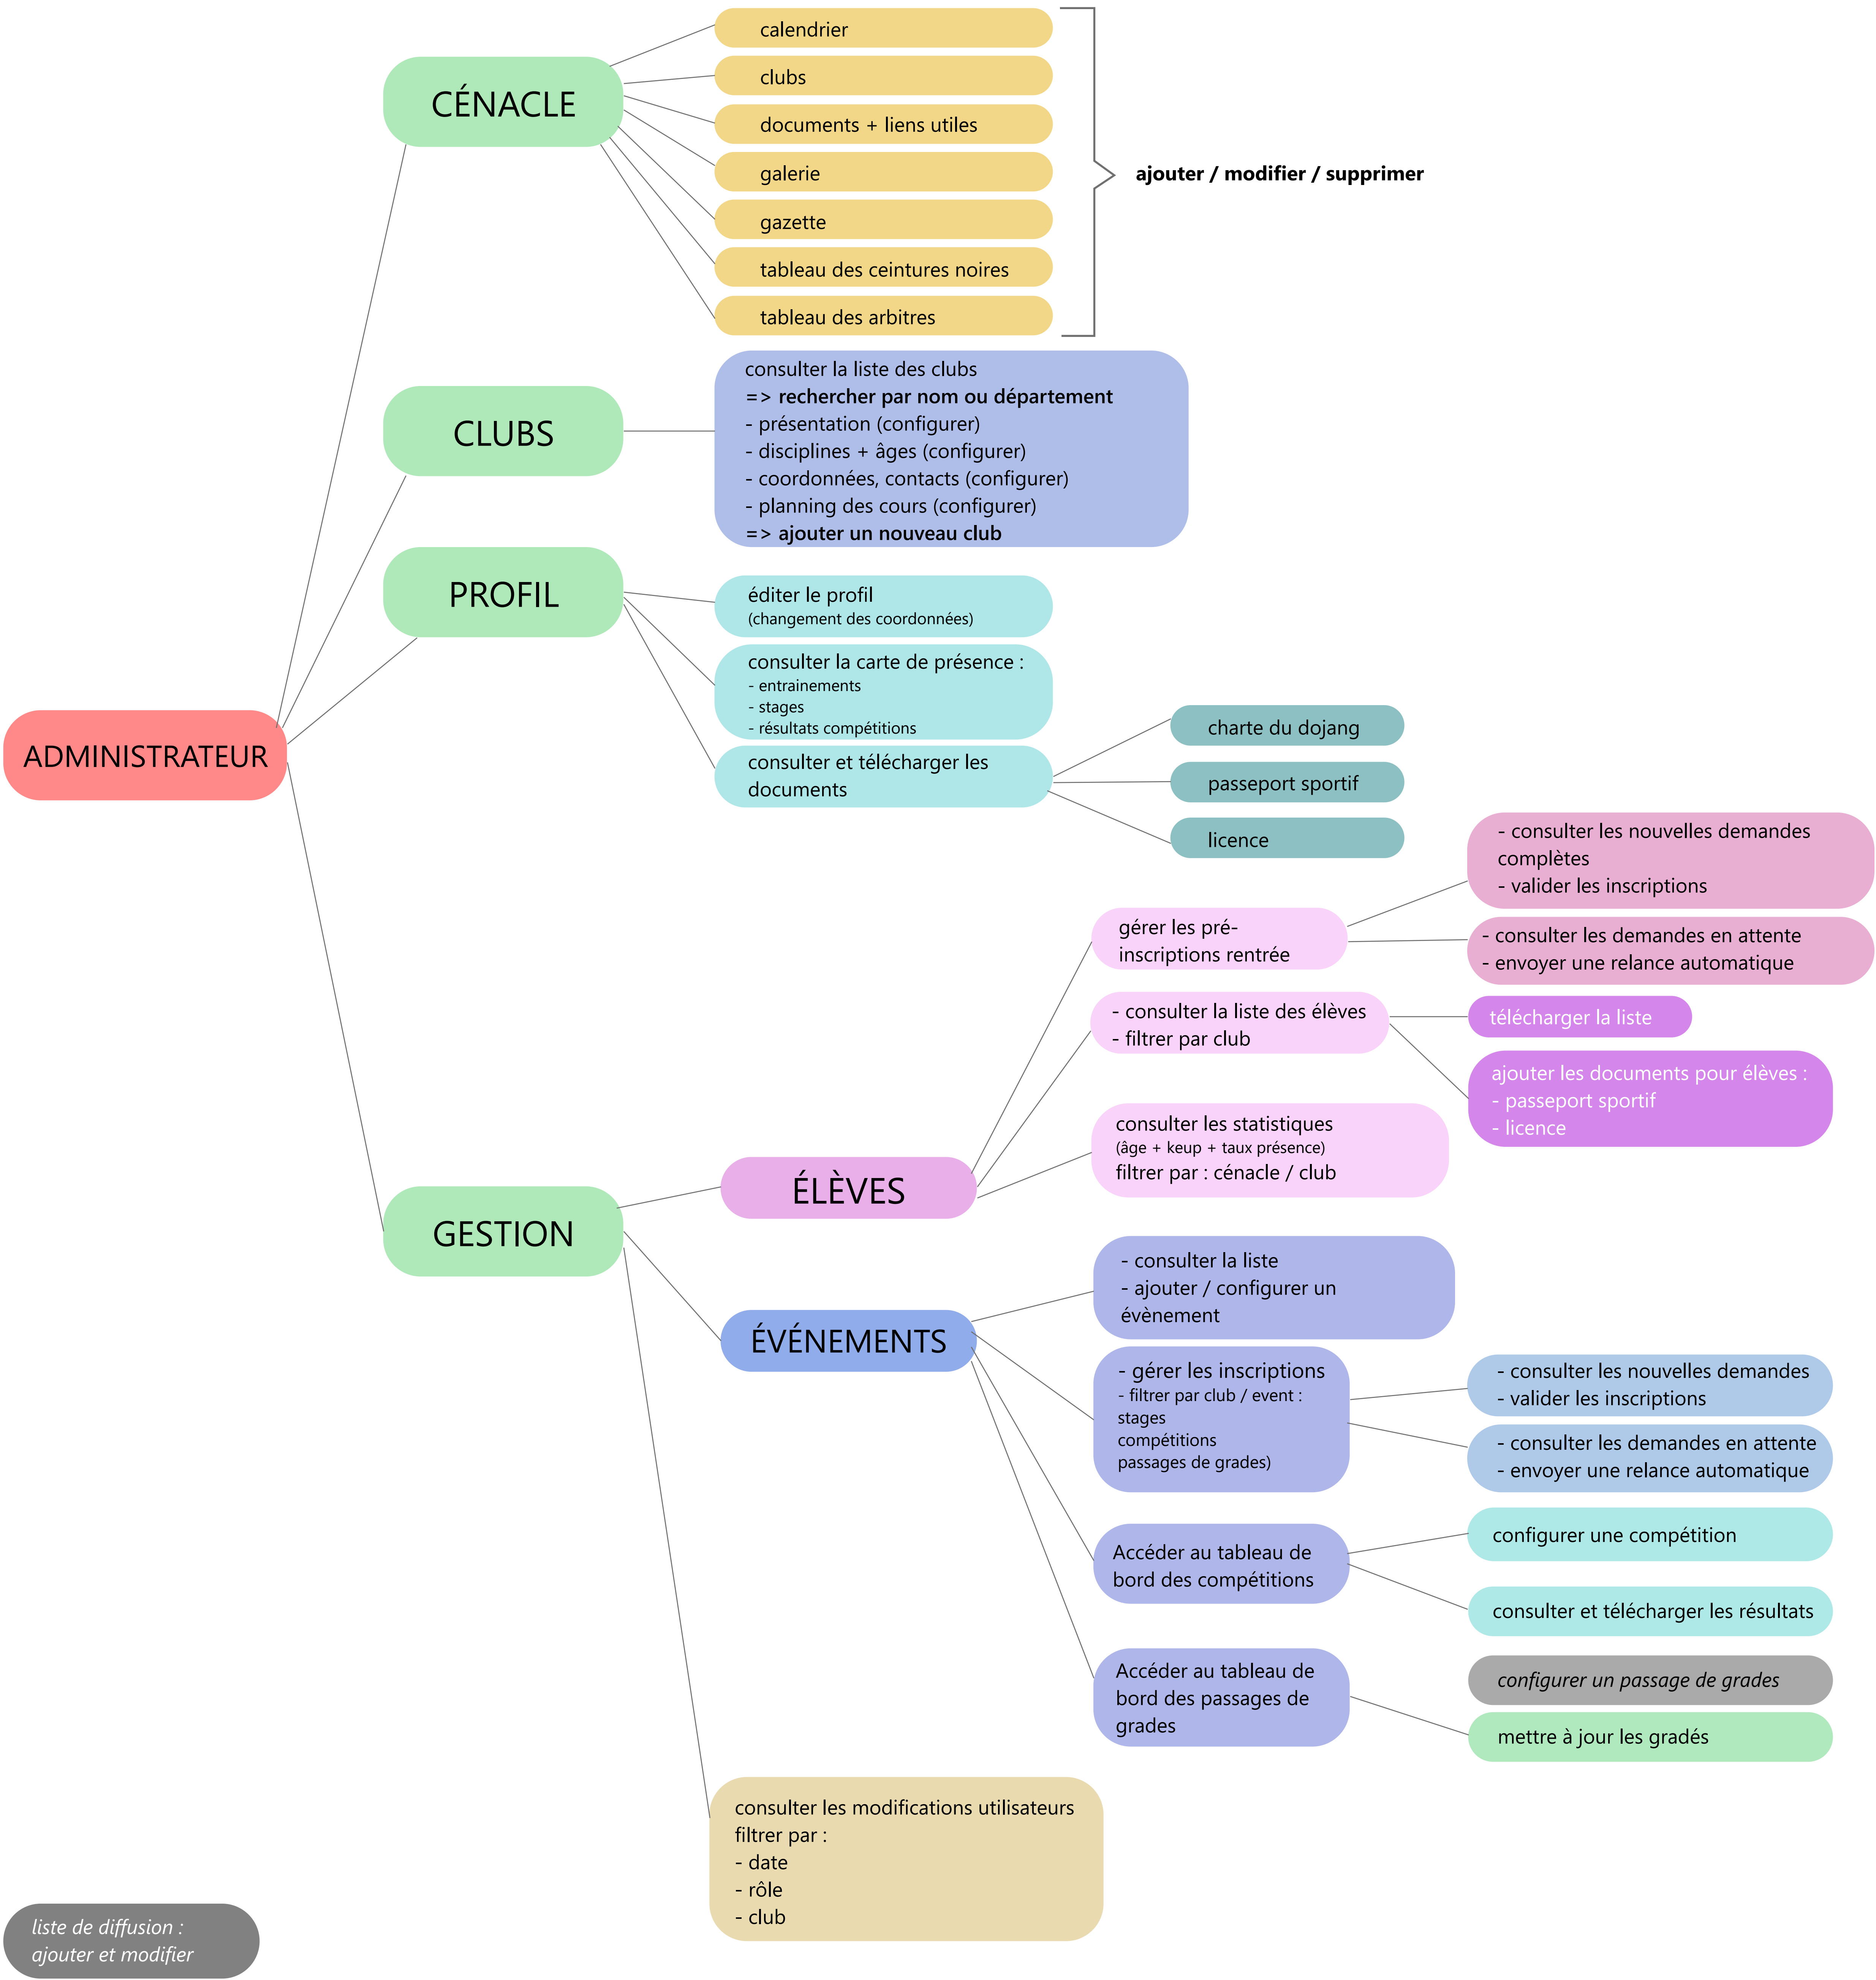 calendrier
CÉNACLE
clubs
documents + liens utiles
galerie
ajouter / modifier / supprimer
gazette
tableau des ceintures noires
tableau des arbitres
CLUBS
consulter la liste des clubs
=> rechercher par nom ou département
- présentation (configurer)
- disciplines + âges (configurer)
- coordonnées, contacts (configurer)
- planning des cours (configurer)
=> ajouter un nouveau club
PROFIL
éditer le profil
(changement des coordonnées)
consulter la carte de présence :
- entrainements
- stages
- résultats compétitions
ADMINISTRATEUR
consulter et télécharger les
documents
charte du dojang
passeport sportif
licence
- consulter les nouvelles demandes
complètes
- valider les inscriptions
gérer les pré-
inscriptions rentrée
- consulter les demandes en attente
- envoyer une relance automatique
- consulter la liste des élèves
- filtrer par club
télécharger la liste
ajouter les documents pour élèves :
- passeport sportif
- licence
consulter les statistiques
(âge + keup + taux présence)
filtrer par : cénacle / club
ÉLÈVES
GESTION
- consulter la liste
- ajouter / configurer un
évènement
ÉVÉNEMENTS
- gérer les inscriptions
- filtrer par club / event :
stages
compétitions
passages de grades)
- consulter les nouvelles demandes
- valider les inscriptions
- consulter les demandes en attente
- envoyer une relance automatique
Accéder au tableau de
bord des compétitions
configurer une compétition
consulter et télécharger les résultats
Accéder au tableau de
bord des passages de
grades
configurer un passage de grades
mettre à jour les gradés
consulter les modifications utilisateurs
filtrer par :
- date
- rôle
- club
liste de diffusion :
ajouter et modifier